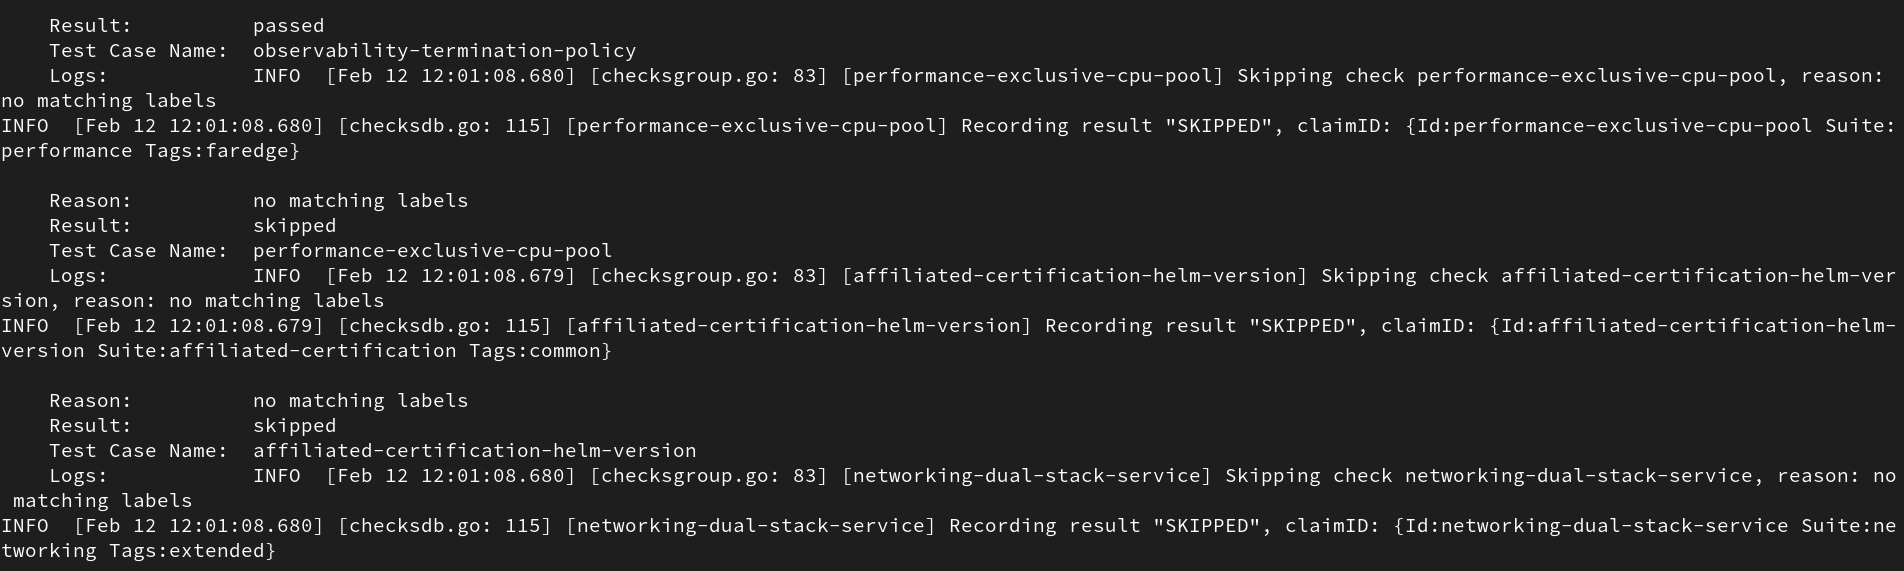 Result: passed
Test Case Name: observability-termination-policy
Logs: INFO [Feb 12 12:01:08.680] [checksgroup.go: 83] [performance-exclusive-cpu-pool] Skipping check performance-exclusive-cpu-pool, reason:
no matching labels
INFO [Feb 12 12:01:08.680] [checksdb.go: 115] [performance-exclusive-cpu-pool] Recording result "SKIPPED", claimID: {Id:performance-exclusive-cpu-pool Suite:
performance Tags:faredge}
Reason: no matching labels
Result: skipped
Test Case Name: performance-exclusive-cpu-pool
Logs: INFO [Feb 12 12:01:08.679] [checksgroup.go: 83] [affiliated-certification-helm-version] Skipping check affiliated-certification-helm-ver
sion, reason: no matching labels
INFO [Feb 12 12:01:08.679] [checksdb.go: 115] [affiliated-certification-helm-version] Recording result "SKIPPED", claimID: {Id:affiliated-certification-helm-
version Suite:affiliated-certification Tags:common}
Reason: no matching labels
Result: skipped
Test Case Name: affiliated-certification-helm-version
Logs: INFO [Feb 12 12:01:08.680] [checksgroup.go: 83] [networking-dual-stack-service] Skipping check networking-dual-stack-service, reason: no
matching labels
INFO [Feb 12 12:01:08.680] [checksdb.go: 115] [networking-dual-stack-service] Recording result "SKIPPED", claimID: {Id:networking-dual-stack-service Suite:ne
tworking Tags:extended}